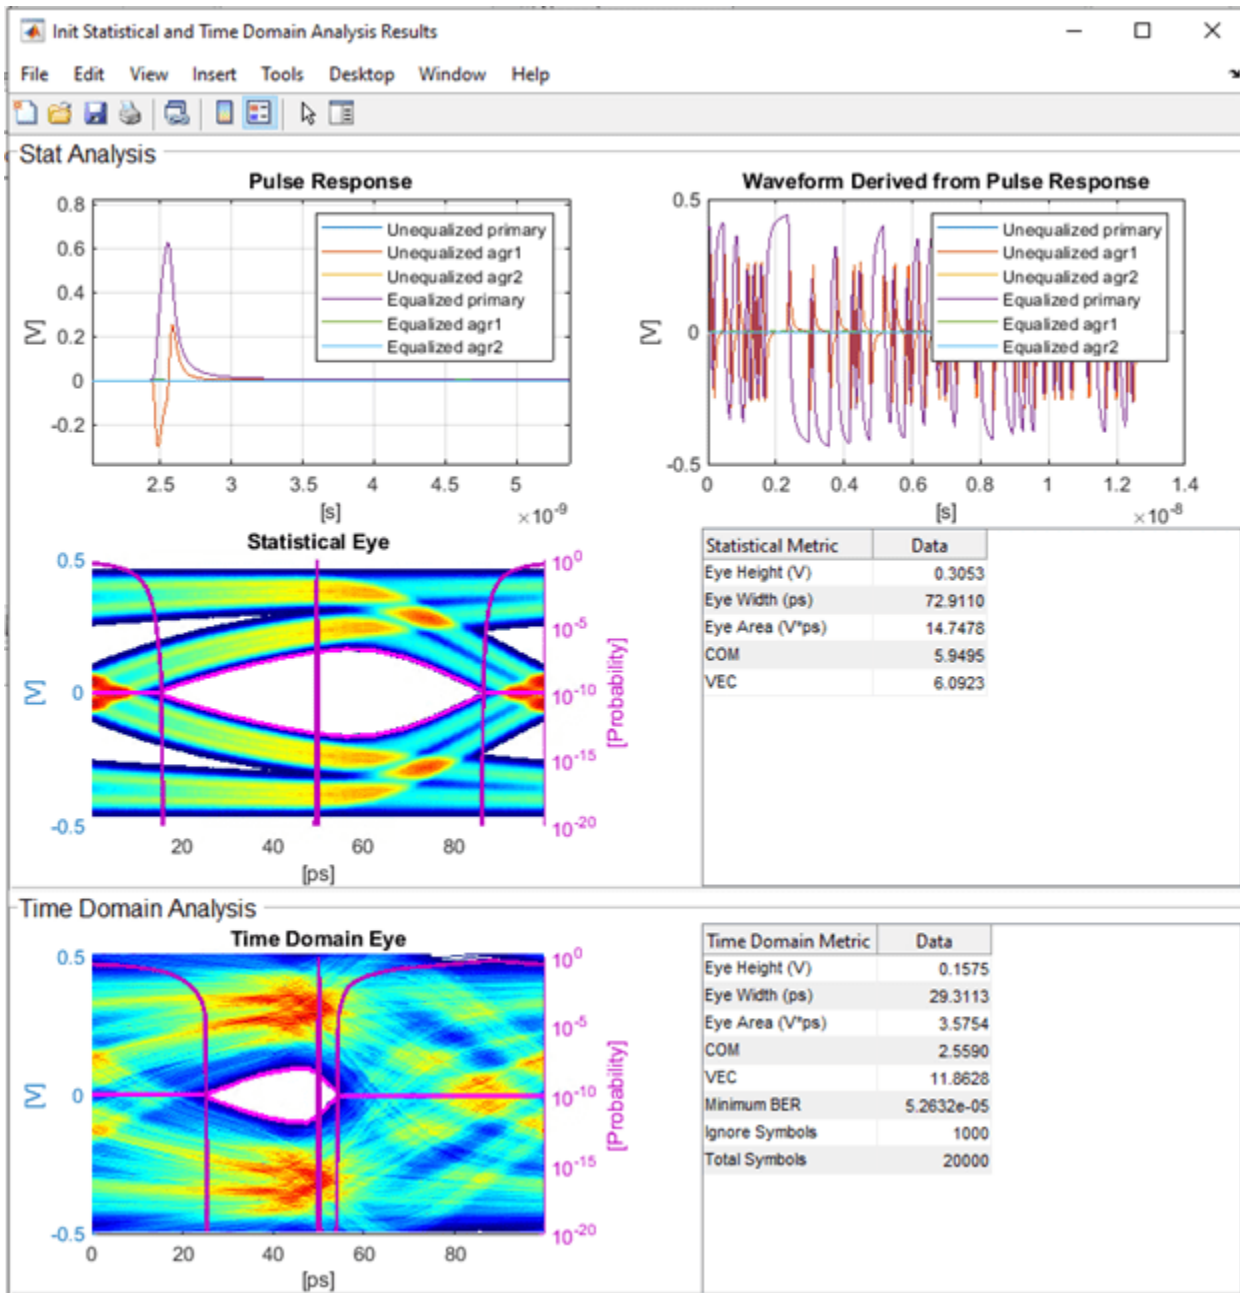 Init Statistical and Time Domain Analysis Results
File Edit View Insert Tools Desktop Window Help
Stat Analysis
Pulse Response
0.8
0.6
0.4
0.2
0
-0.2
[V]
Unequalized primary
Unequalized agr1
Unequalized agr2
Equalized primary
Equalized agr1
Equalized agr2
2.5 3 3.5 4 4.5 5
[s]
×10-9
Waveform Derived from Pulse Response
0.5
0
-0.5
[V]
Unequalized primary
Unequalized agr1
Unequalized agr2
Equalized primary
Equalized agr1
Equalized agr2
0 0.2 0.4 0.6 0.8 1 1.2 1.4
[s]
×10-8
Statistical Eye
0.5
0
-0.5
[V]
100
10-5
10-10
10-15
10-20
[Probability]
20 40 60 80
[ps]
Statistical Metric Data
Eye Height (V) 0.3053
Eye Width (ps) 72.9110
Eye Area (V*ps) 14.7478
COM 5.9495
VEC 6.0923
Time Domain Analysis
Time Domain Eye
0.5
0
-0.5
[V]
100
10-5
10-10
10-15
10-20
[Probability]
0 20 40 60 80
[ps]
Time Domain Metric Data
Eye Height (V) 0.1575
Eye Width (ps) 29.3113
Eye Area (V*ps) 3.5754
COM 2.5590
VEC 11.8628
Minimum BER 5.2632e-05
Ignore Symbols 1000
Total Symbols 20000